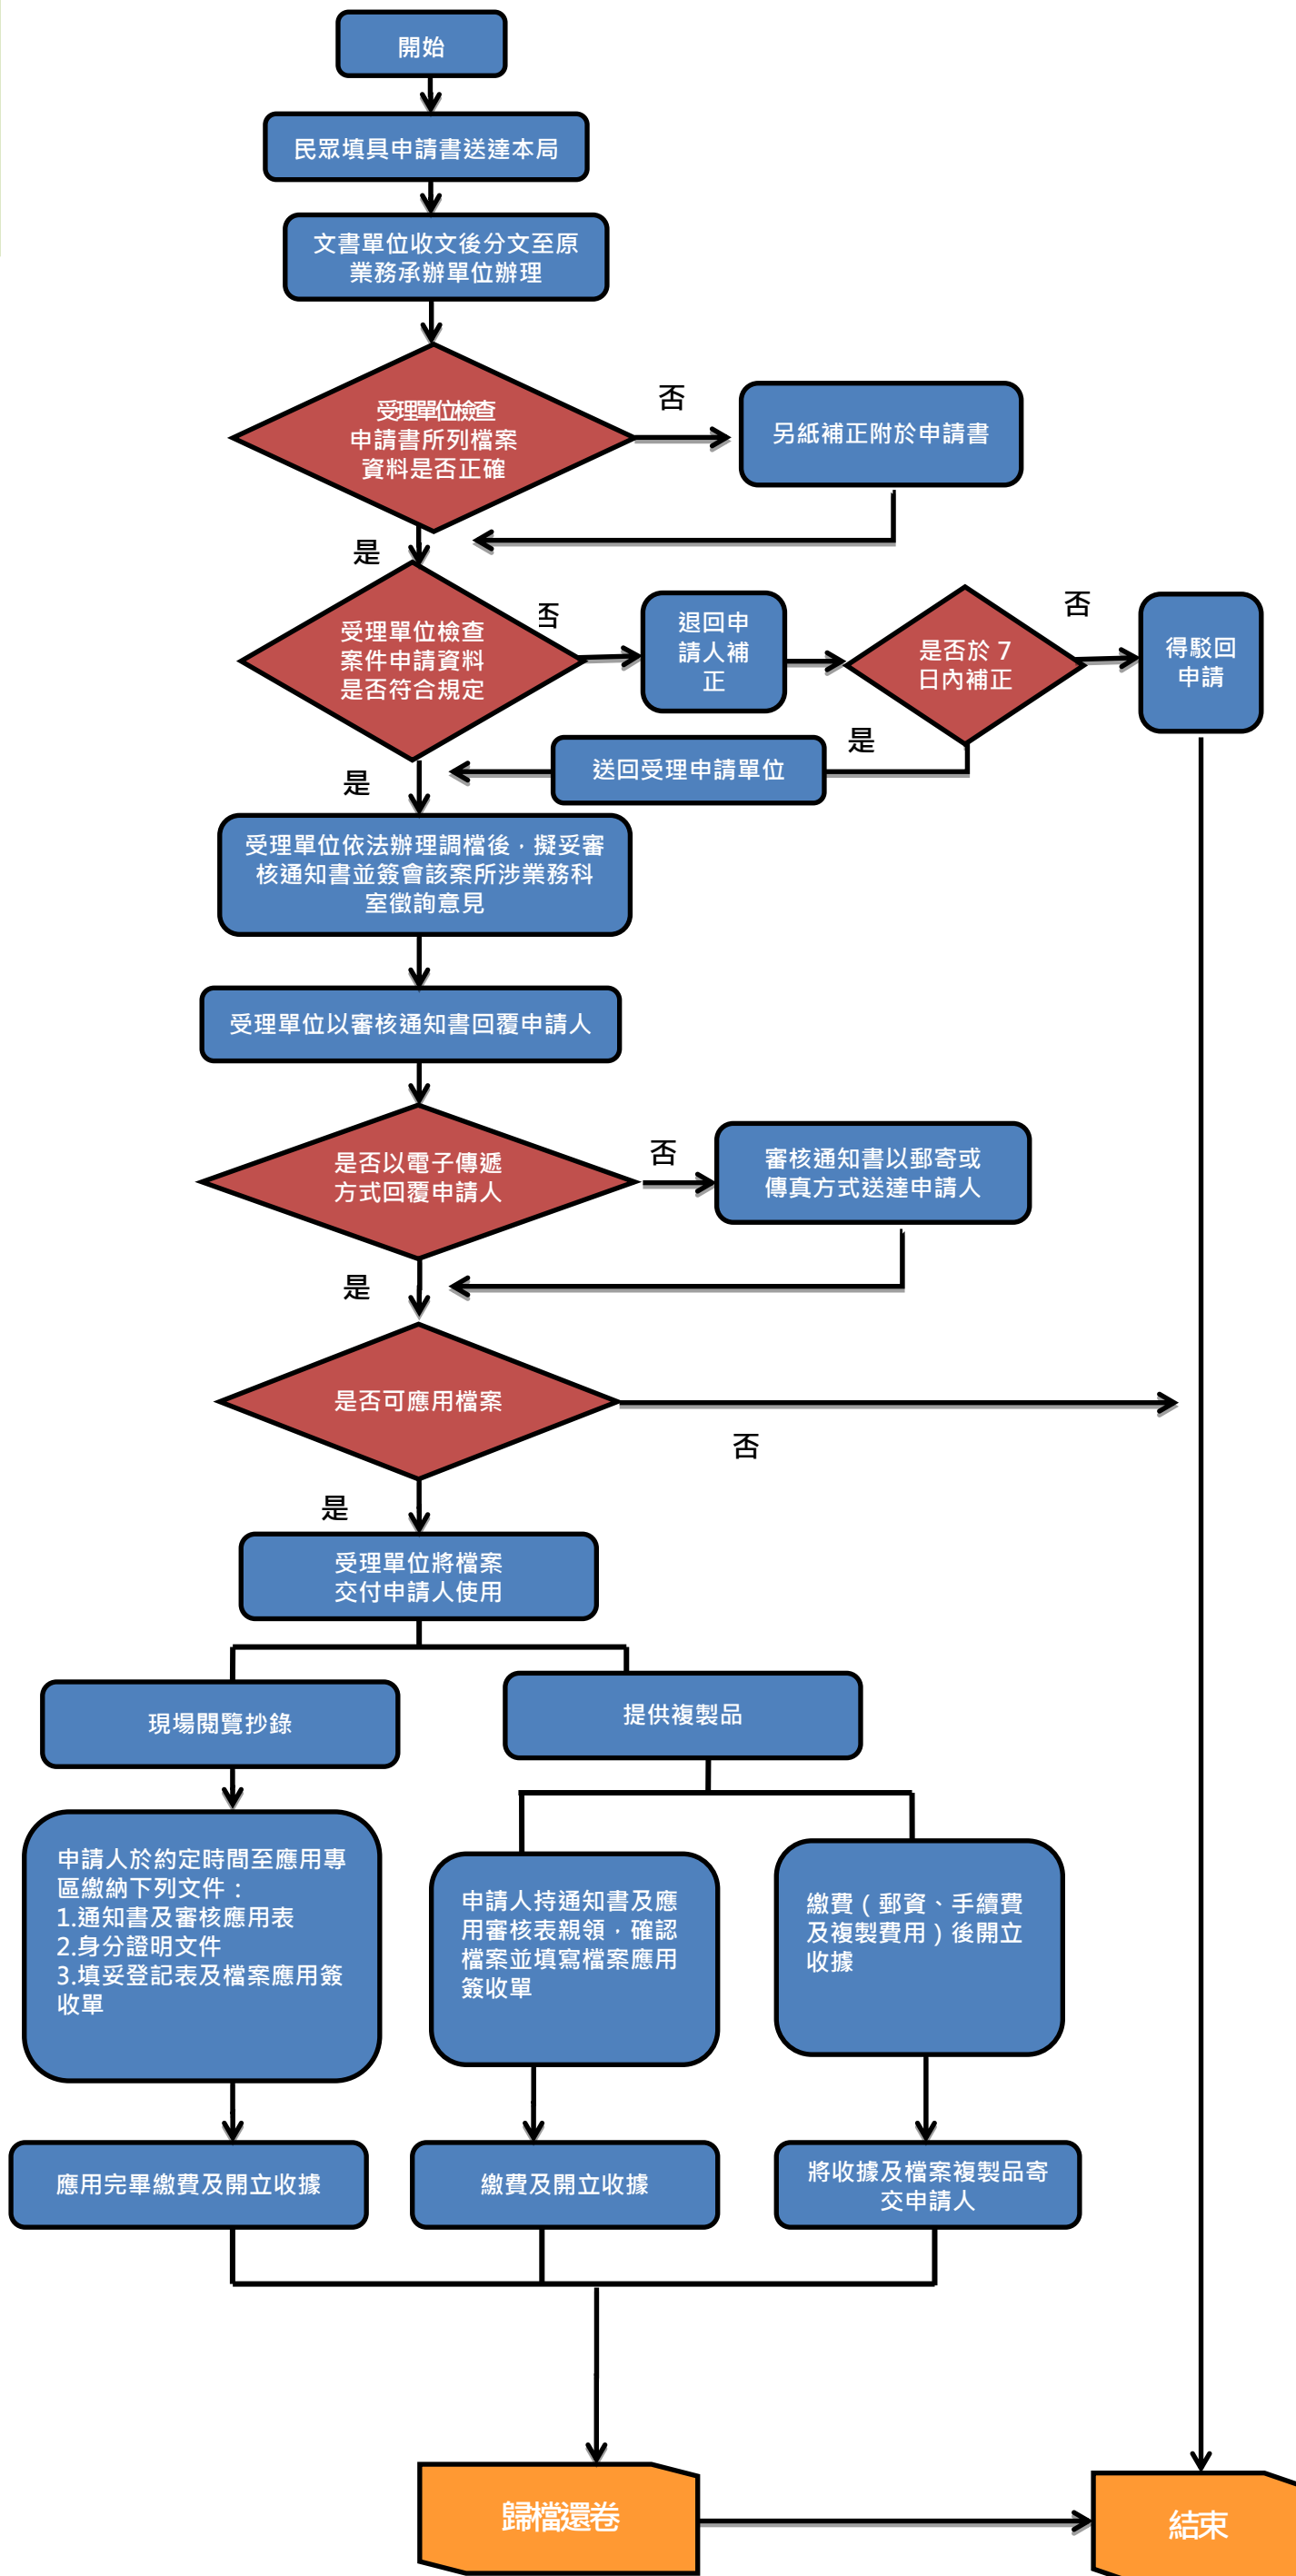 開始
民眾填具申請書送達本局
文書單位收文後分文至原
業務承辦單位辦理
受理單位檢查
申請書所列檔案
資料是否正確
否
另紙補正附於申請書
是
受理單位檢查
案件申請資料
是否符合規定
否
退回申
請人補
正
是否於 7
日內補正
否
得駁回
申請
是
送回受理申請單位
是
受理單位依法辦理調檔後，擬妥審
核通知書並簽會該案所涉業務科
室徵詢意見
受理單位以審核通知書回覆申請人
是否以電子傳遞
方式回覆申請人
否
審核通知書以郵寄或
傳真方式送達申請人
是
是否可應用檔案
否
是
受理單位將檔案
交付申請人使用
現場閱覽抄錄
提供複製品
申請人於約定時間至應用專
區繳納下列文件：
1.通知書及審核應用表
2.身分證明文件
3.填妥登記表及檔案應用簽
收單
申請人持通知書及應
用審核表親領，確認
檔案並填寫檔案應用
簽收單
繳費（郵資、手續費
及複製費用）後開立
收據
應用完畢繳費及開立收據
繳費及開立收據
將收據及檔案複製品寄
交申請人
歸檔還卷
結束